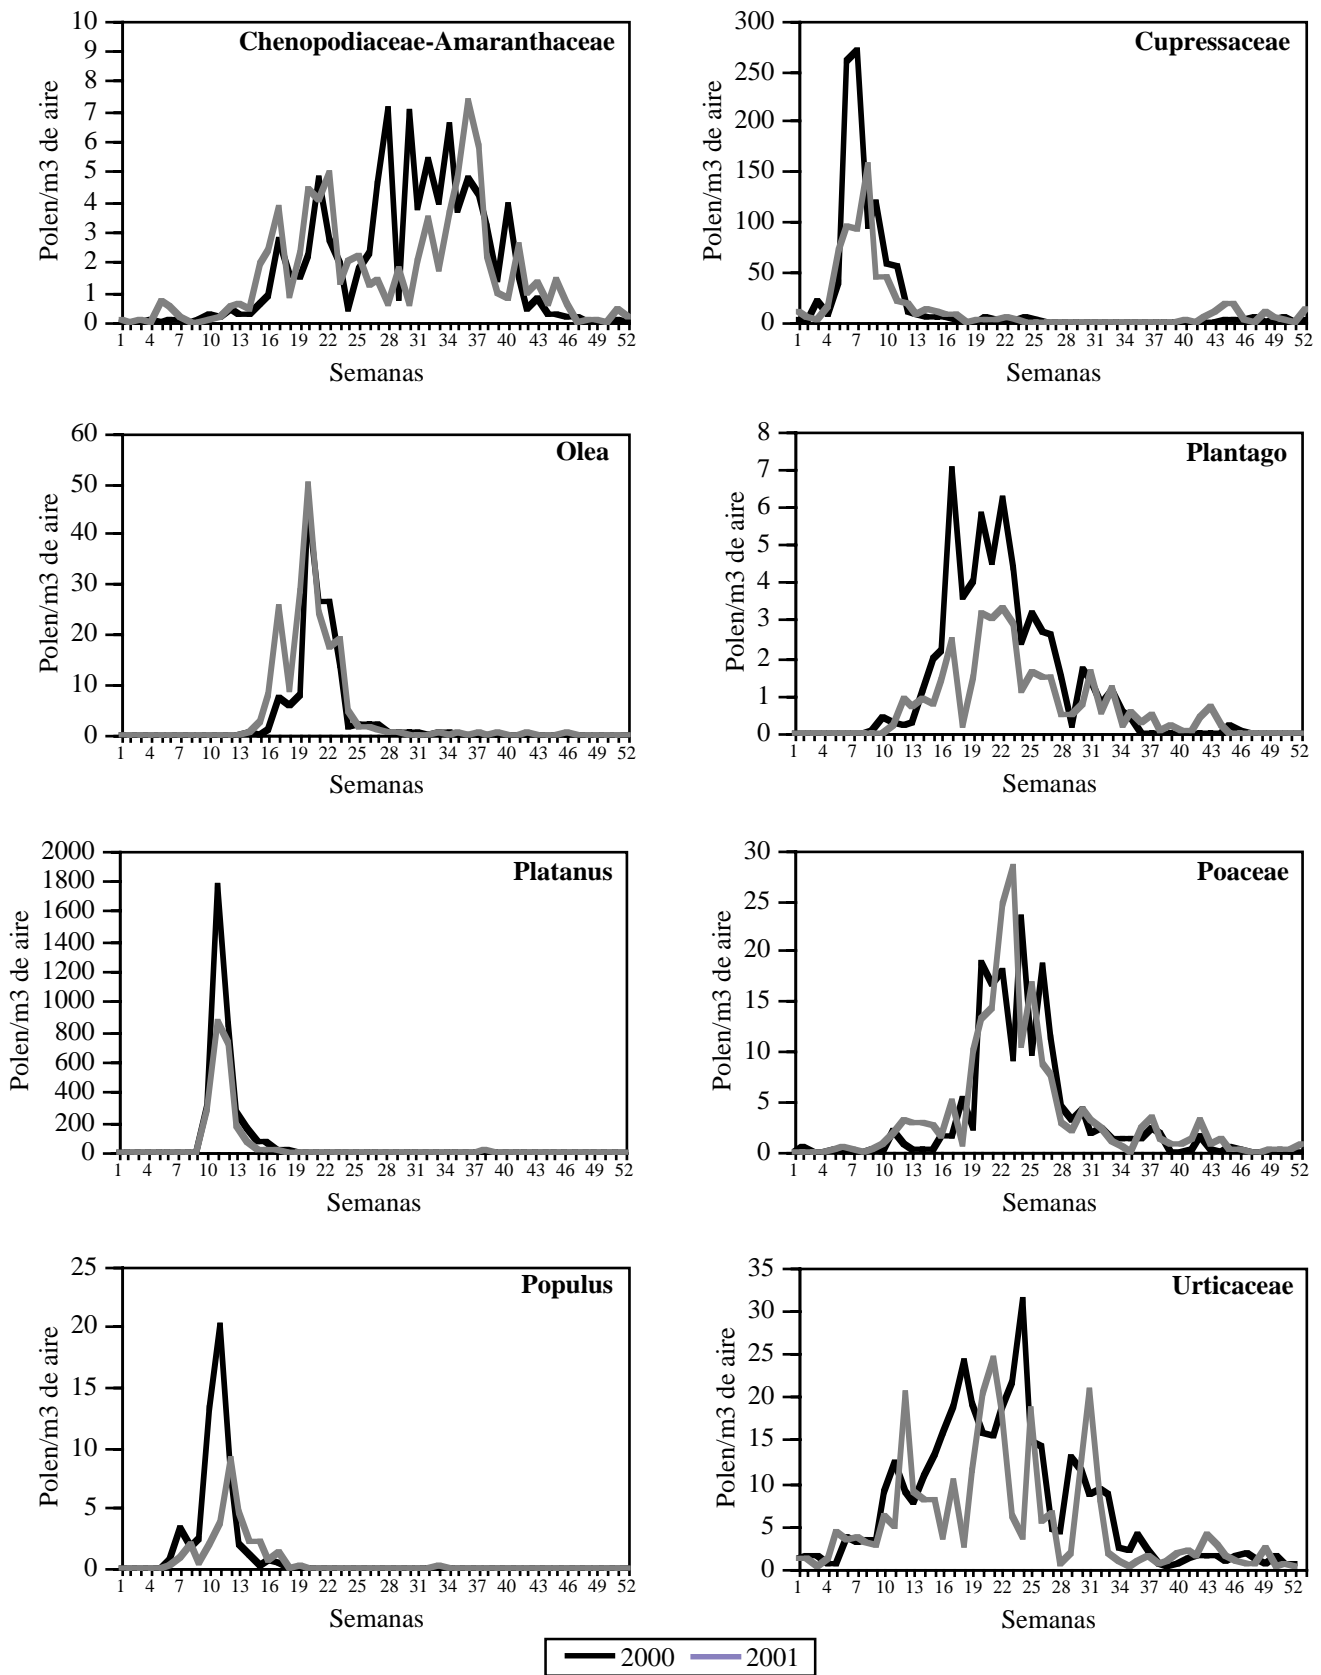 Chenopodiaceae-Amaranthaceae
Polen/m3 de aire
10
9
8
7
6
5
4
3
2
1
0
1 4 7 10 13 16 19 22 25 28 31 34 37 40 43 46 49 52
Semanas
Cupressaceae
Polen/m3 de aire
300
250
200
150
100
50
0
1 4 7 10 13 16 19 22 25 28 31 34 37 40 43 46 49 52
Semanas
Olea
Polen/m3 de aire
60
50
40
30
20
10
0
1 4 7 10 13 16 19 22 25 28 31 34 37 40 43 46 49 52
Semanas
Plantago
Polen/m3 de aire
8
7
6
5
4
3
2
1
0
1 4 7 10 13 16 19 22 25 28 31 34 37 40 43 46 49 52
Semanas
Platanus
Polen/m3 de aire
2000
1800
1600
1400
1200
1000
800
600
400
200
0
1 4 7 10 13 16 19 22 25 28 31 34 37 40 43 46 49 52
Semanas
Poaceae
Polen/m3 de aire
30
25
20
15
10
5
0
1 4 7 10 13 16 19 22 25 28 31 34 37 40 43 46 49 52
Semanas
Populus
Polen/m3 de aire
25
20
15
10
5
0
1 4 7 10 13 16 19 22 25 28 31 34 37 40 43 46 49 52
Semanas
Urticaceae
Polen/m3 de aire
35
30
25
20
15
10
5
0
1 4 7 10 13 16 19 22 25 28 31 34 37 40 43 46 49 52
Semanas
2000 2001